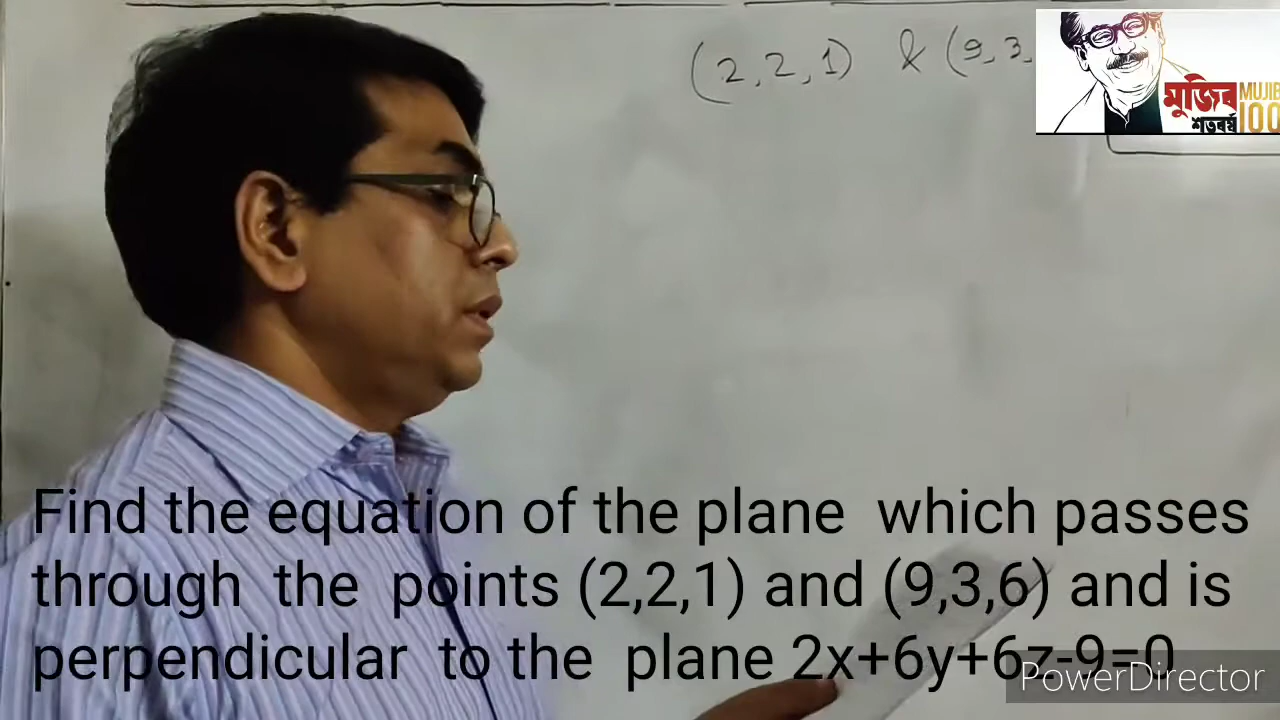 (2,2,1) & (9,3,
মুজিব MUJIB
শতবর্ষ 100
Find the equation of the plane which passes
through the points (2,2,1) and (9,3,6) and is
perpendicular to the plane 2x+6y+6z-9=0
PowerDirector